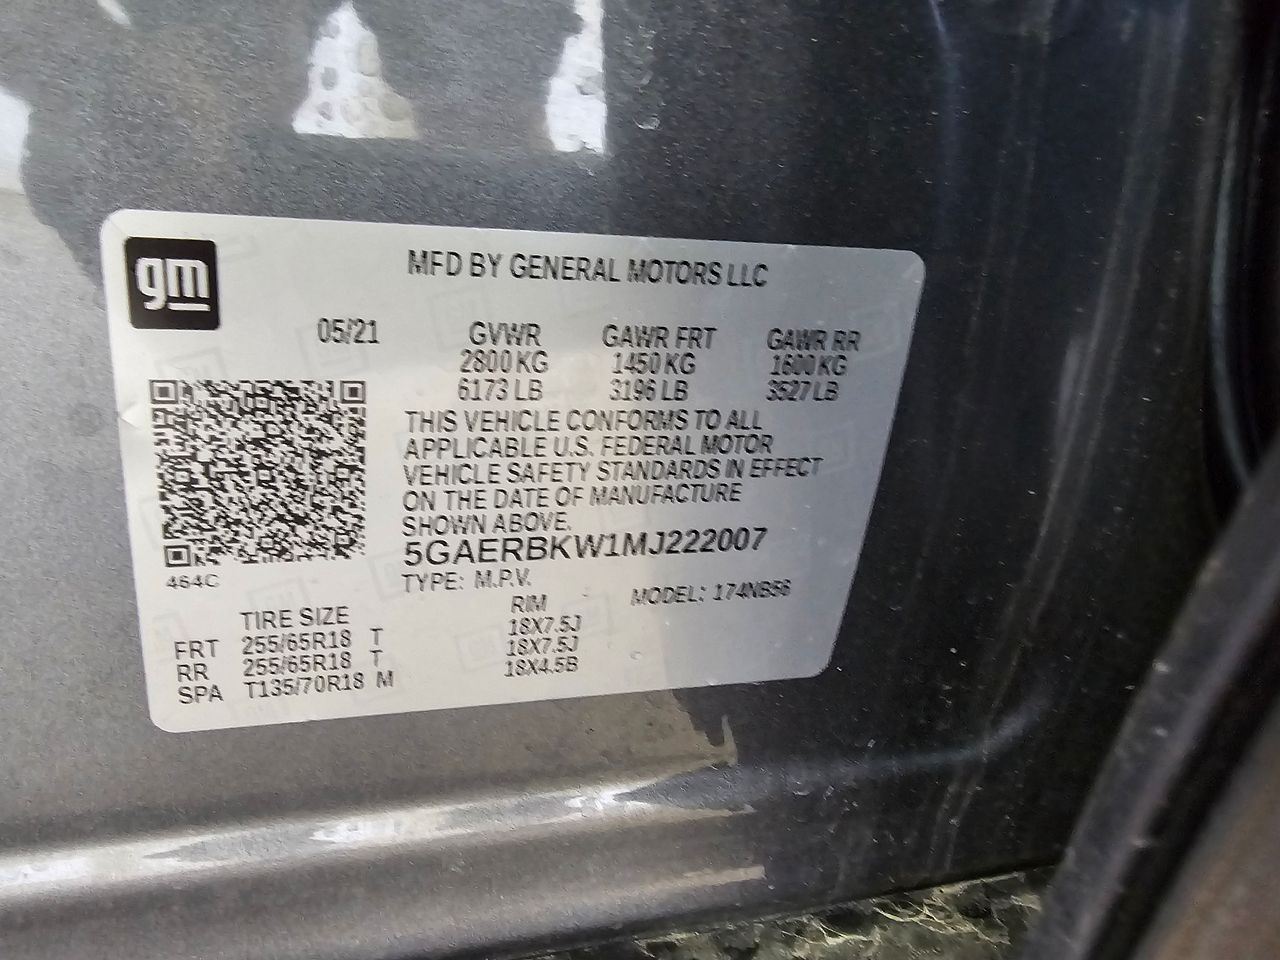 gm
MFD BY GENERAL MOTORS LLC
05/21 GVWR GAWR FRT GAWR RR
2800 KG 1450 KG 1600 KG
6173 LB 3196 LB 3527 LB
THIS VEHICLE CONFORMS TO ALL
APPLICABLE U.S. FEDERAL MOTOR
VEHICLE SAFETY STANDARDS IN EFFECT
ON THE DATE OF MANUFACTURE
SHOWN ABOVE.
5GAERBKW1MJ222007
464C
TYPE: M.P.V. MODEL: 174NB56
TIRE SIZE RIM
FRT 255/65R18 T 18X7.5J
RR 255/65R18 T 18X7.5J
SPA T135/70R18 M 18X4.5B